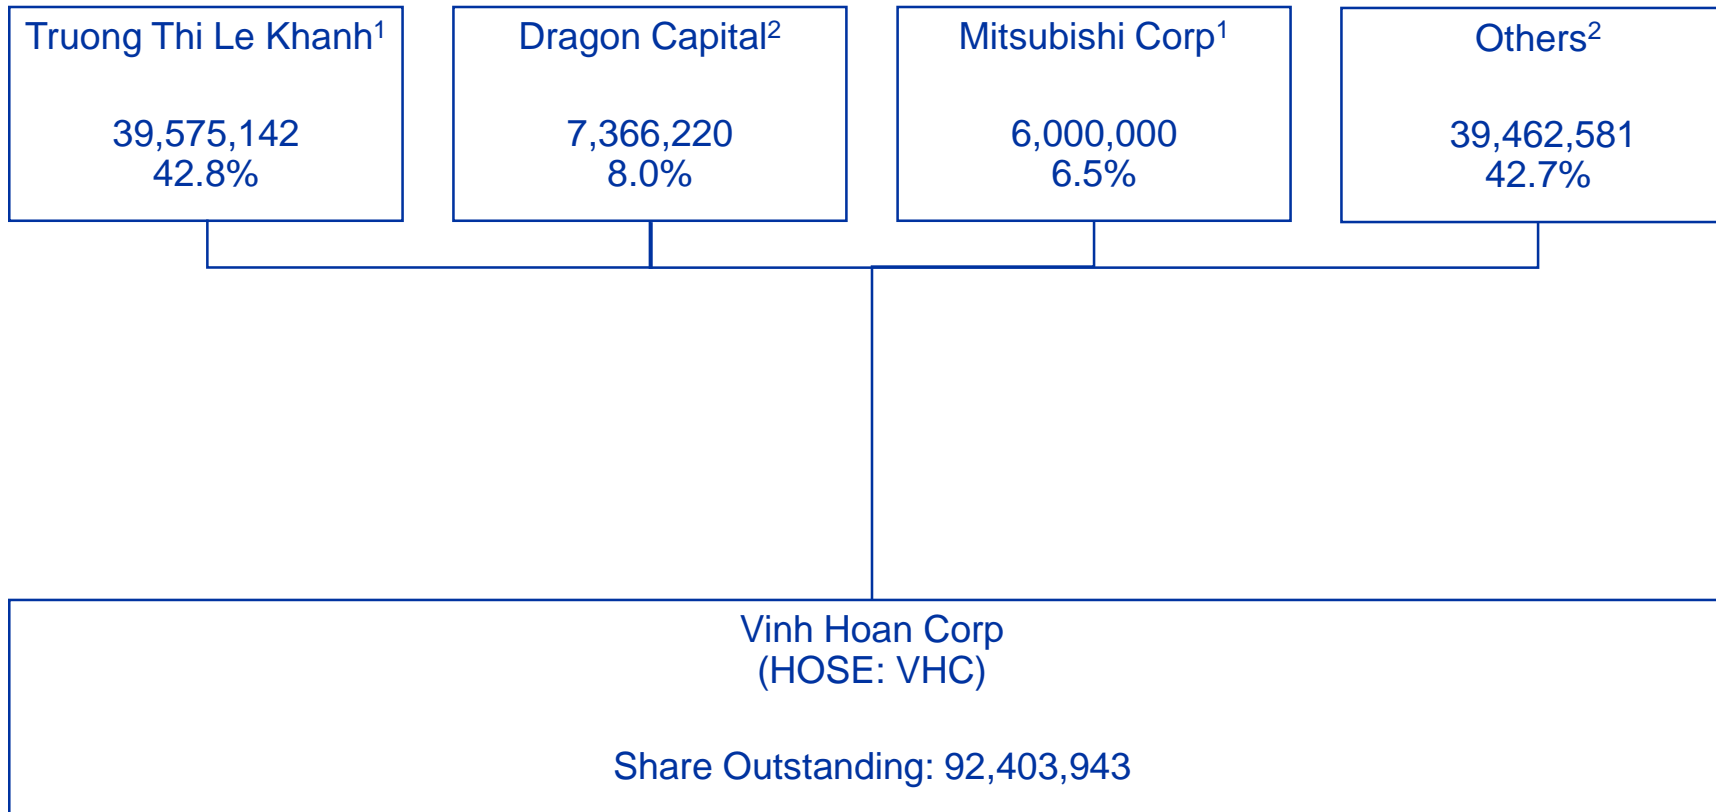 Truong Thi Le Khanh¹
39,575,142
42.8%
Dragon Capital²
7,366,220
8.0%
Mitsubishi Corp¹
6,000,000
6.5%
Others²
39,462,581
42.7%
Vinh Hoan Corp
(HOSE: VHC)
Share Outstanding: 92,403,943